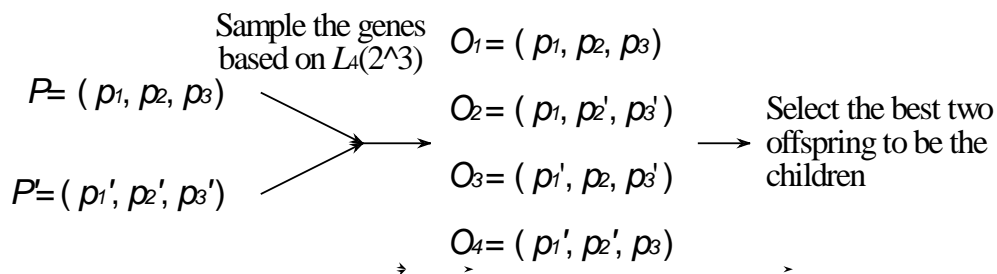 Sample the genes
based on L4(2^3)
P= ( p1, p2, p3)
P'= ( p1', p2', p3')
O1= ( p1, p2, p3)
O2= ( p1, p2', p3')
O3= ( p1', p2, p3')
O4= ( p1', p2', p3)
Select the best two
offspring to be the
children